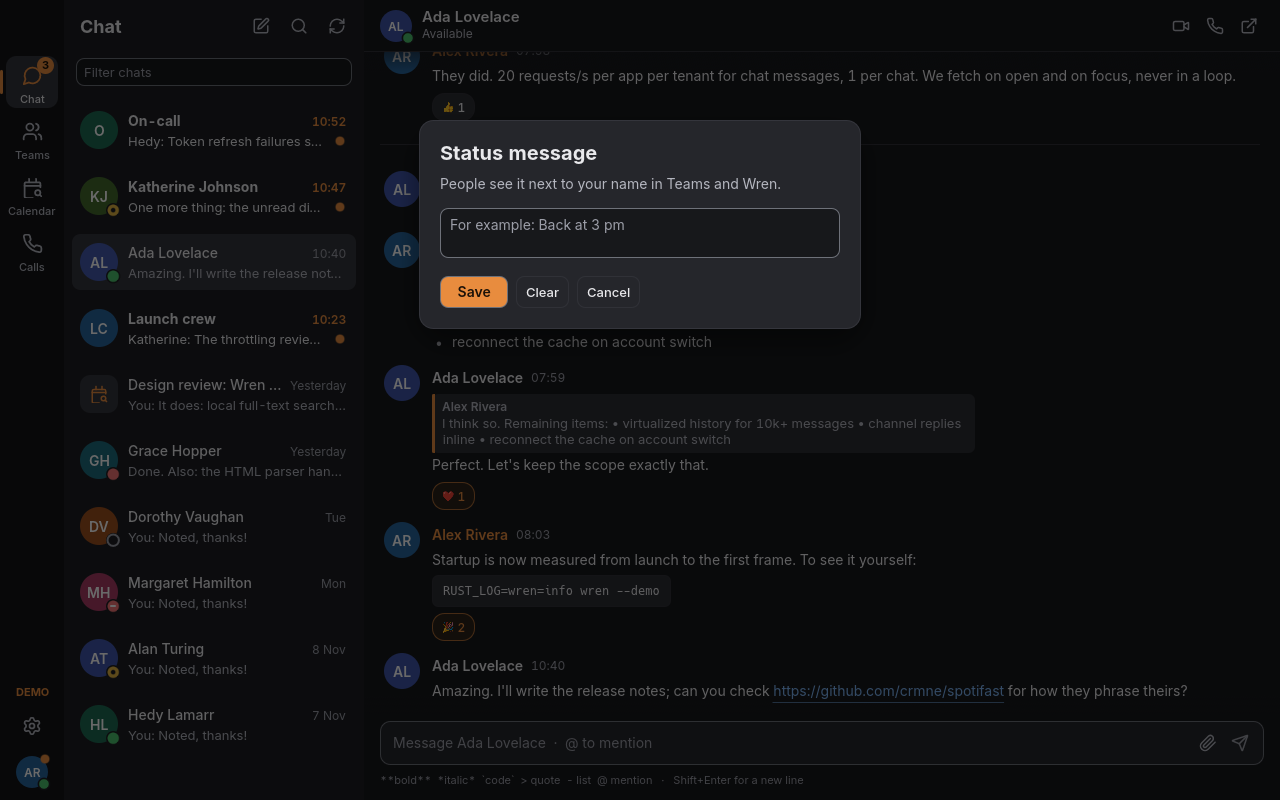 Chat
3
Chat
Teams
Calendar
Calls
DEMO
AR
Filter chats
O
On-call
10:52
Hedy: Token refresh failures s...
KJ
Katherine Johnson
10:47
One more thing: the unread di...
AL
Ada Lovelace
10:40
Amazing. I'll write the release not...
LC
Launch crew
10:23
Katherine: The throttling revie...
Design review: Wren ...
Yesterday
You: It does: local full-text search...
GH
Grace Hopper
Yesterday
Done. Also: the HTML parser han...
DV
Dorothy Vaughan
Tue
You: Noted, thanks!
MH
Margaret Hamilton
Mon
You: Noted, thanks!
AT
Alan Turing
8 Nov
You: Noted, thanks!
HL
Hedy Lamarr
7 Nov
You: Noted, thanks!
AL
Ada Lovelace
Available
AR
Alex Rivera
They did. 20 requests/s per app per tenant for chat messages, 1 per chat. We fetch on open and on focus, never in a loop.
👍 1
Status message
People see it next to your name in Teams and Wren.
For example: Back at 3 pm
Save
Clear
Cancel
AL
AR
• reconnect the cache on account switch
AL
Ada Lovelace 07:59
Alex Rivera
I think so. Remaining items: • virtualized history for 10k+ messages • channel replies
inline • reconnect the cache on account switch
Perfect. Let's keep the scope exactly that.
❤️ 1
AR
Alex Rivera 08:03
Startup is now measured from launch to the first frame. To see it yourself:
RUST_LOG=wren=info wren --demo
🎉 2
AL
Ada Lovelace 10:40
Amazing. I'll write the release notes; can you check https://github.com/crmne/spotifast for how they phrase theirs?
Message Ada Lovelace · @ to mention
**bold** *italic* `code` > quote - list @ mention · Shift+Enter for a new line